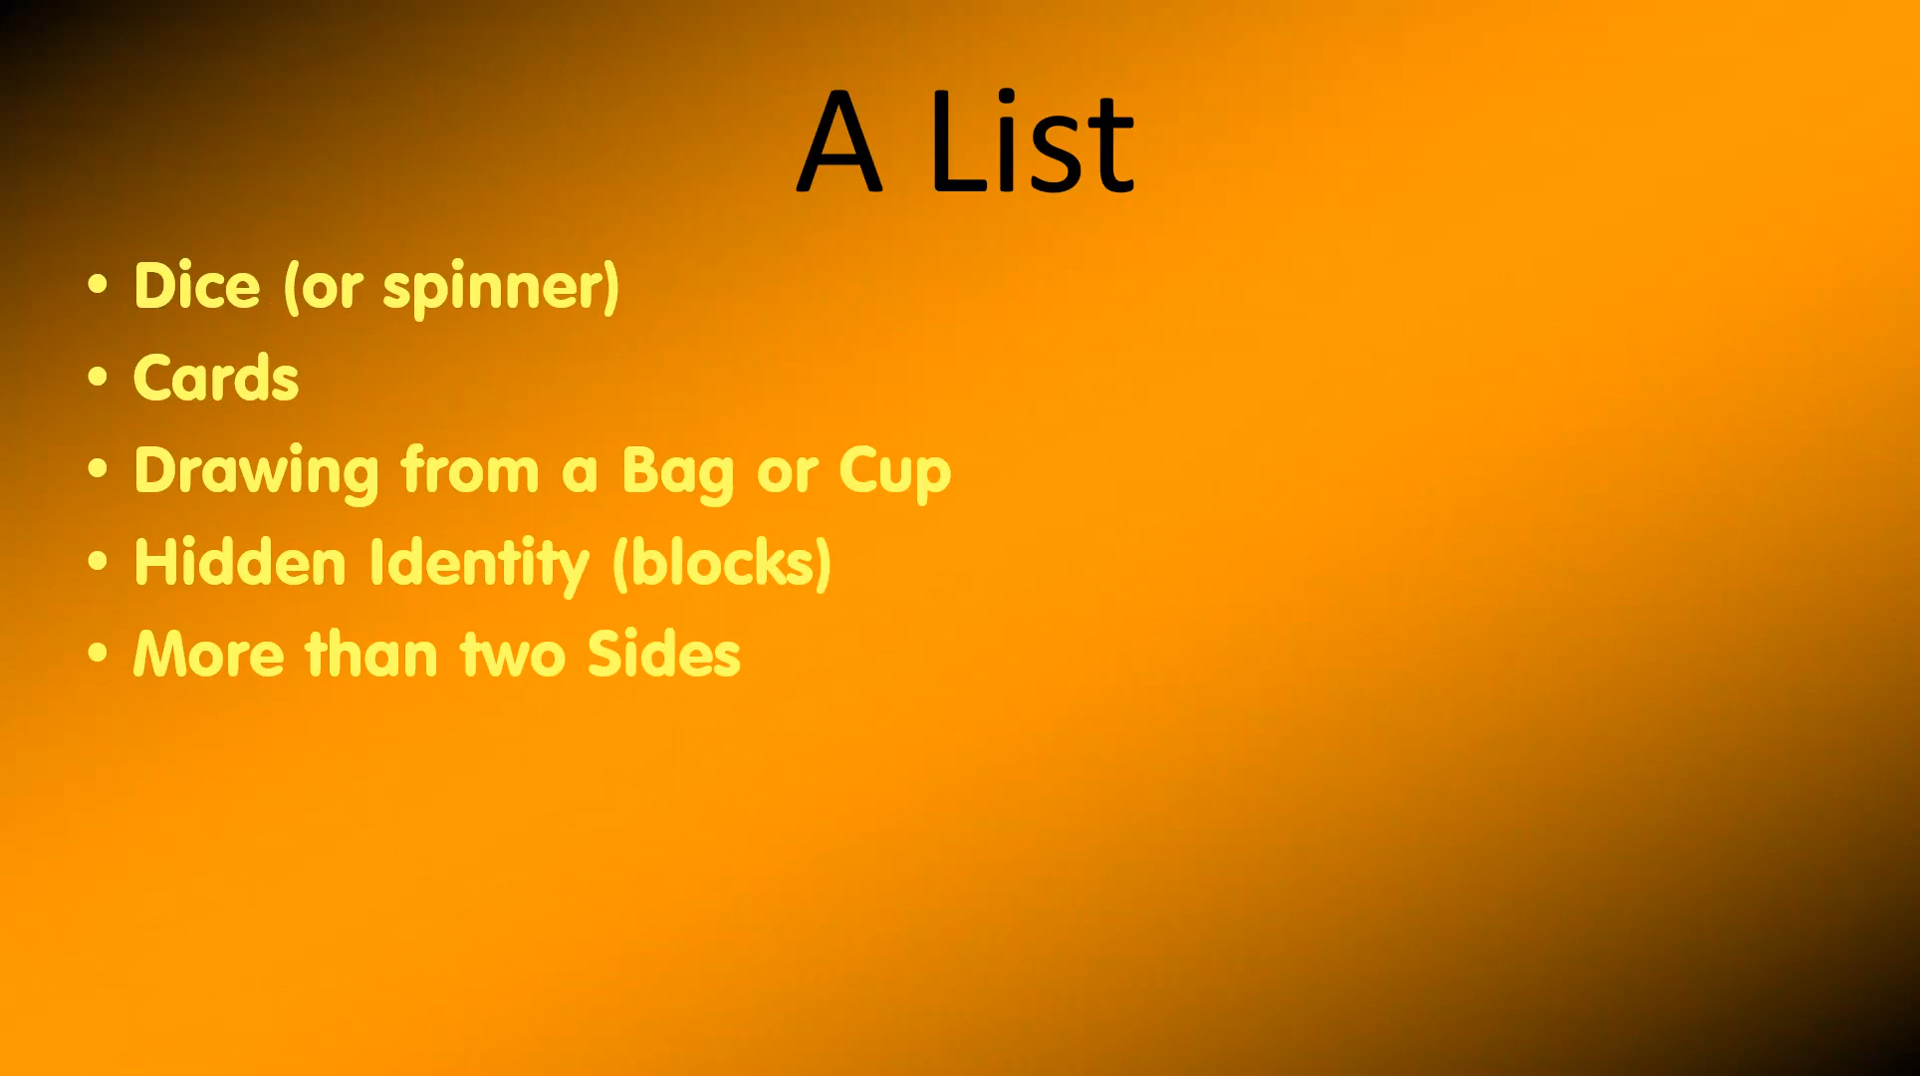 A List
• Dice (or spinner)
• Cards
• Drawing from a Bag or Cup
• Hidden Identity (blocks)
• More than two Sides